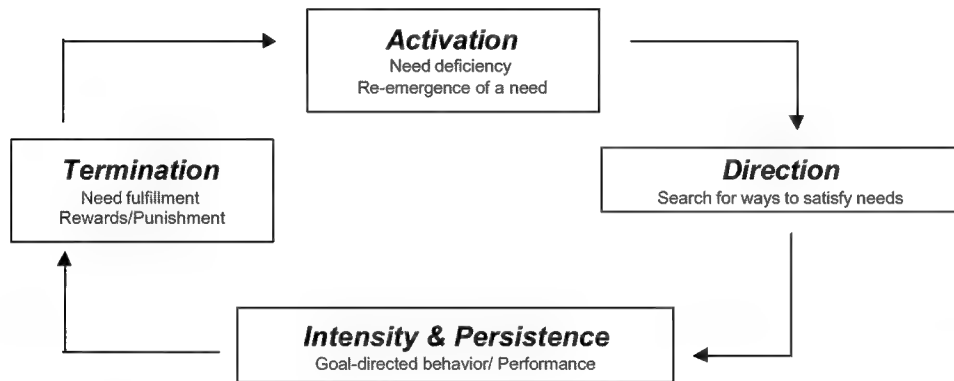 Activation
Need deficiency
Re-emergence of a need
Termination
Need fulfillment
Rewards/Punishment
Direction
Search for ways to satisfy needs
Intensity & Persistence
Goal-directed behavior/ Performance